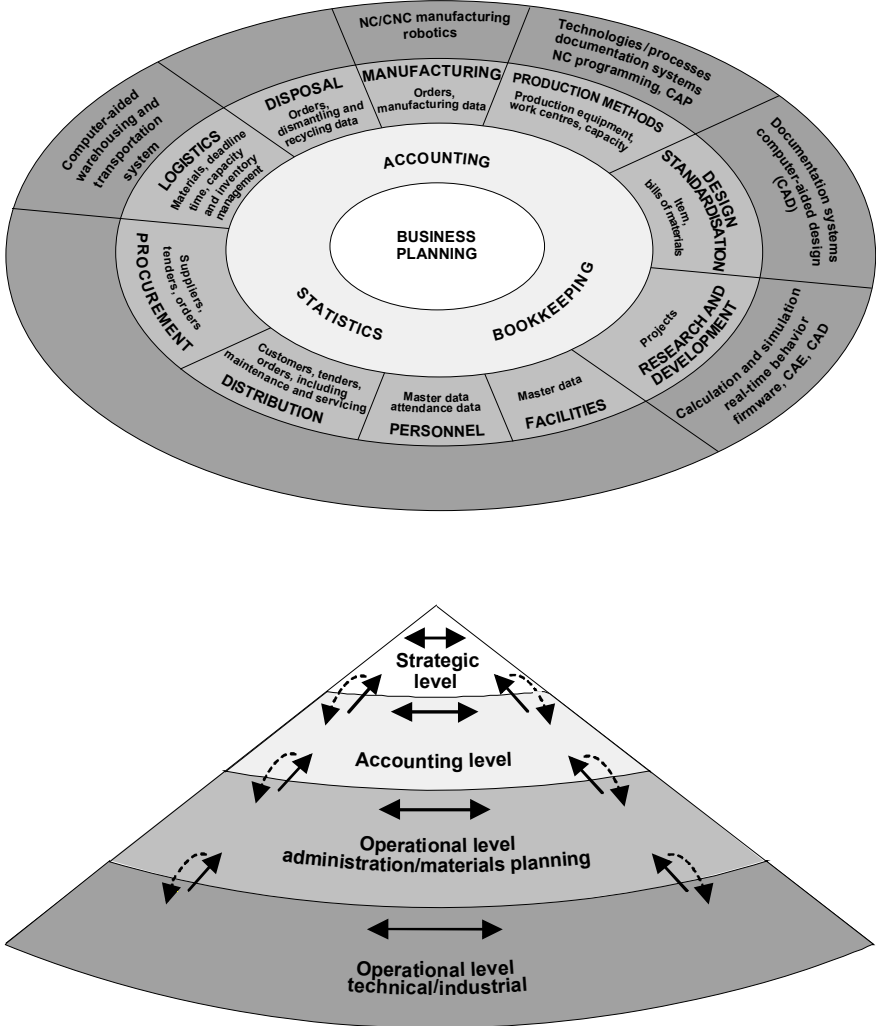 NC/CNC manufacturing
robotics
Technologies/processes
documentation systems
NC programming, CAP
Computer-aided
warehousing and
transportation
system
Documentation systems
computer-aided design
(CAD)
Calculation and simulation
real-time behavior
firmware, CAE, CAD
DISPOSAL
Orders,
dismantling and
recycling data
MANUFACTURING
Orders,
manufacturing data
PRODUCTION METHODS
Production equipment,
work centres, capacity
LOGISTICS
Materials, deadline
time, capacity
and inventory
management
DESIGN
STANDARDISATION
Item,
bills of materials
PROCUREMENT
Suppliers,
tenders, orders
Projects
RESEARCH AND
DEVELOPMENT
Customers, tenders,
orders, including
maintenance and servicing
DISTRIBUTION
Master data
attendance data
PERSONNEL
Master data
FACILITIES
ACCOUNTING
BUSINESS
PLANNING
STATISTICS
BOOKKEEPING
Strategic
level
Accounting level
Operational level
administration/materials planning
Operational level
technical/industrial